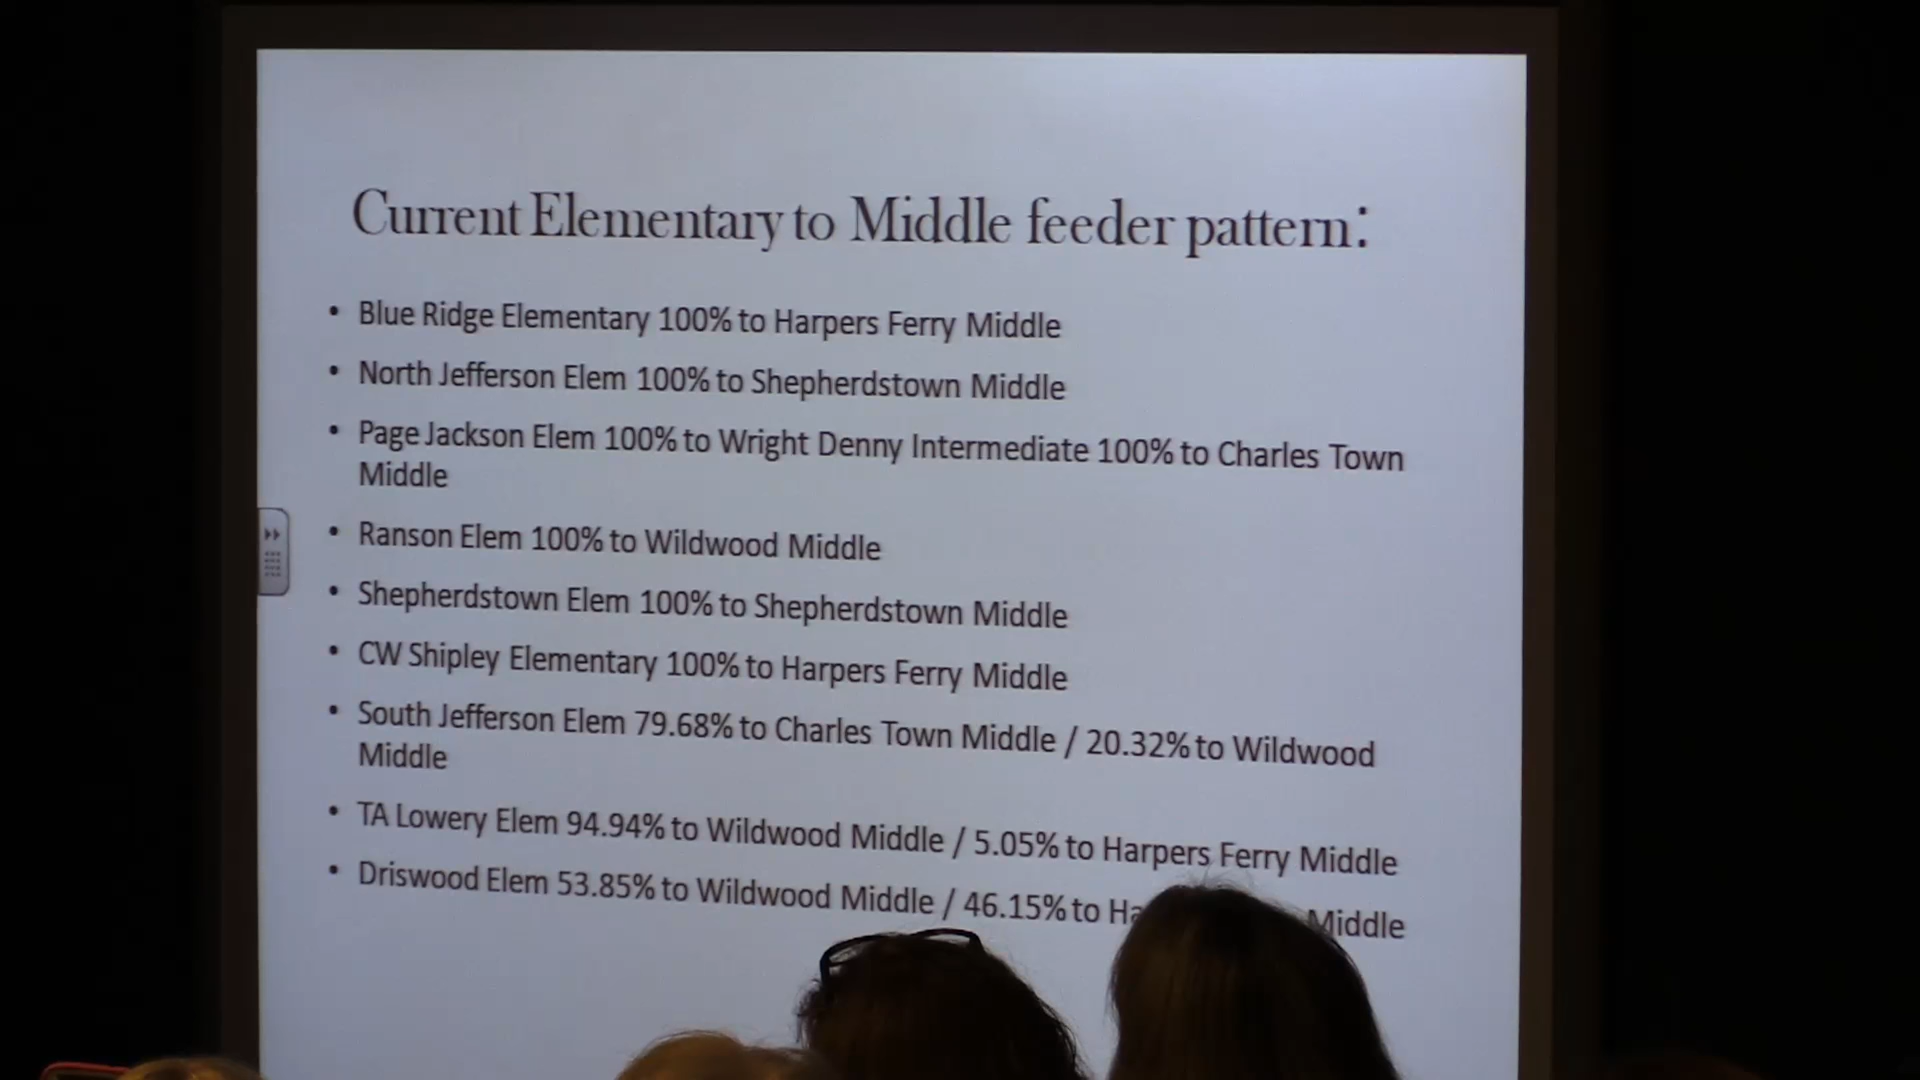 Current Elementary to Middle feeder pattern:
• Blue Ridge Elementary 100% to Harpers Ferry Middle
• North Jefferson Elem 100% to Shepherdstown Middle
• Page Jackson Elem 100% to Wright Denny Intermediate 100% to Charles Town
Middle
• Ranson Elem 100% to Wildwood Middle
• Shepherdstown Elem 100% to Shepherdstown Middle
• CW Shipley Elementary 100% to Harpers Ferry Middle
• South Jefferson Elem 79.68% to Charles Town Middle / 20.32% to Wildwood
Middle
• TA Lowery Elem 94.94% to Wildwood Middle / 5.05% to Harpers Ferry Middle
• Driswood Elem 53.85% to Wildwood Middle / 46.15% to Middle